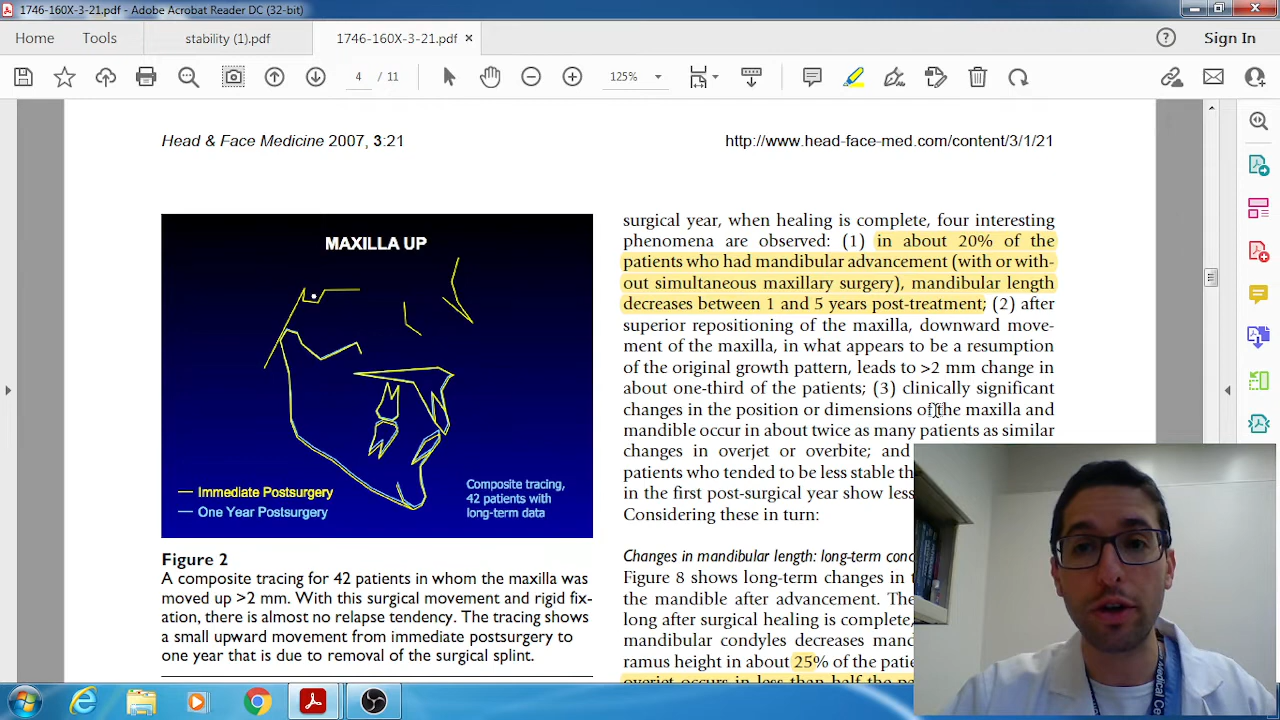 1746-160X-3-21.pdf - Adobe Acrobat Reader DC (32-bit)
Home Tools stability (1).pdf 1746-160X-3-21.pdf × Sign In
4 / 11 125%
Head & Face Medicine 2007, 3:21 http://www.head-face-med.com/content/3/1/21
MAXILLA UP
Immediate Postsurgery
One Year Postsurgery
Composite tracing,
42 patients with
long-term data
Figure 2
A composite tracing for 42 patients in whom the maxilla was
moved up >2 mm. With this surgical movement and rigid fix-
ation, there is almost no relapse tendency. The tracing shows
a small upward movement from immediate postsurgery to
one year that is due to removal of the surgical splint.
surgical year, when healing is complete, four interesting
phenomena are observed: (1) in about 20% of the
patients who had mandibular advancement (with or with-
out simultaneous maxillary surgery), mandibular length
decreases between 1 and 5 years post-treatment; (2) after
superior repositioning of the maxilla, downward move-
ment of the maxilla, in what appears to be a resumption
of the original growth pattern, leads to >2 mm change in
about one-third of the patients; (3) clinically significant
changes in the position or dimensions of the maxilla and
mandible occur in about twice as many patients as similar
changes in overjet or overbite; and
patients who tended to be less stable
in the first post-surgical year show less
Considering these in turn:
Changes in mandibular length: long-term
Figure 8 shows long-term changes in
the mandible after advancement. The
long after surgical healing is complete,
mandibular condyles decreases
ramus height in about 25% of the
overjet occurs in less than half the
Medical